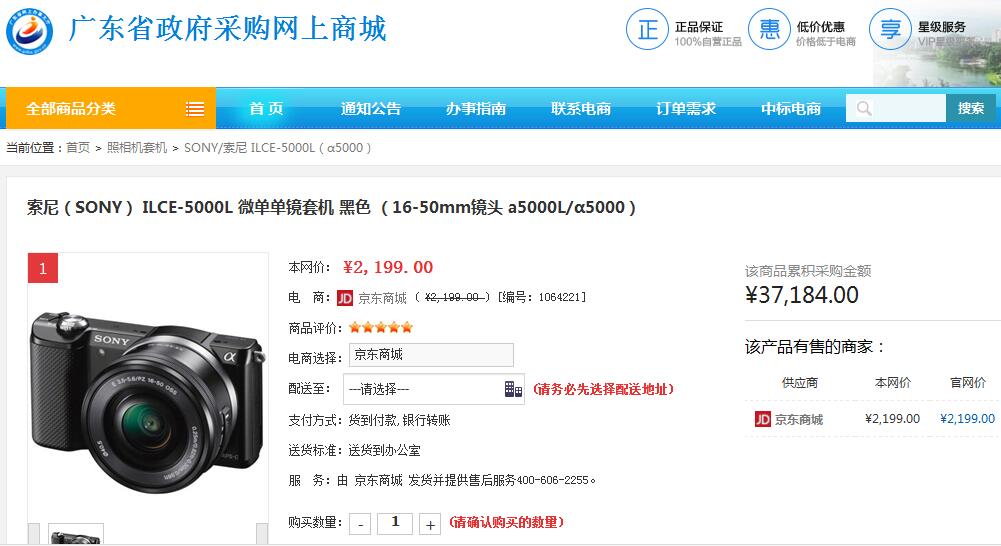 广东省政府采购网上商城
正 正品保证 100%自营正品
惠 低价优惠 价格低于电商
享 星级服务
全部商品分类 首 页 通知公告 办事指南 联系电商 订单需求 中标电商 搜索
当前位置：首页 > 照相机套机 > SONY/索尼 ILCE-5000L（α5000）
索尼（SONY） ILCE-5000L 微单单镜套机 黑色 （16-50mm镜头 a5000L/α5000）
1
SONY
α
E 3.5-5.6/PZ 16-50 OSS
本网价： ¥2,199.00
电 商： JD 京东商城 （ ¥2,199.00 ）[编号：1064221]
商品评价：
电商选择： 京东商城
配送至： ---请选择--- (请务必先选择配送地址)
支付方式：货到付款,银行转账
送货标准：送货到办公室
服 务：由 京东商城 发货并提供售后服务400-606-2255。
购买数量： - 1 + (请确认购买的数量)
该商品累积采购金额
¥37,184.00
该产品有售的商家：
供应商 本网价 官网价
JD 京东商城 ¥2,199.00 ¥2,199.00